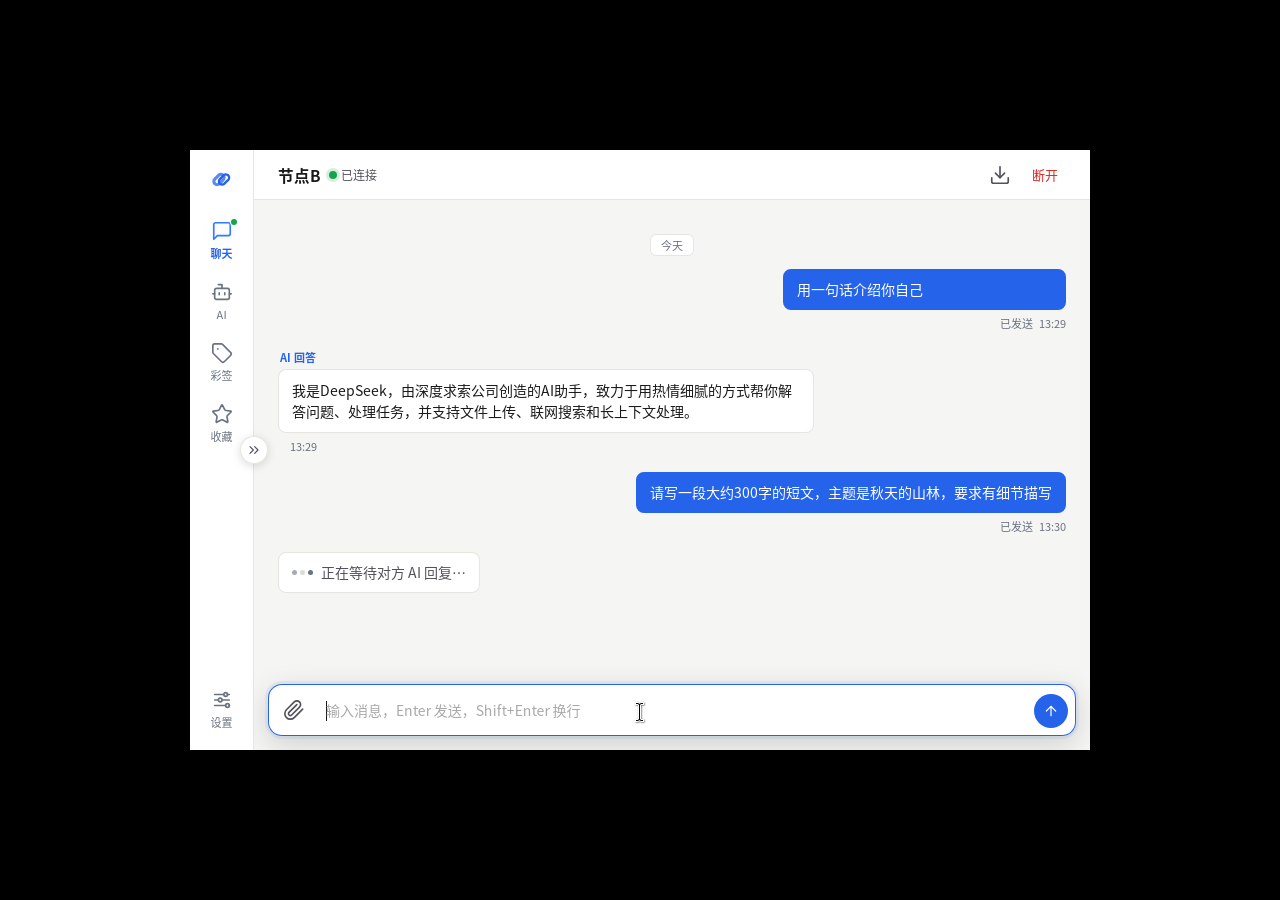 节点B 已连接
断开
聊天
AI
彩签
收藏
设置
今天
用一句话介绍你自己
已发送 13:29
AI 回答
我是DeepSeek，由深度求索公司创造的AI助手，致力于用热情细腻的方式帮你解
答问题、处理任务，并支持文件上传、联网搜索和长上下文处理。
13:29
请写一段大约300字的短文，主题是秋天的山林，要求有细节描写
已发送 13:30
正在等待对方 AI 回复…
输入消息，Enter 发送，Shift+Enter 换行